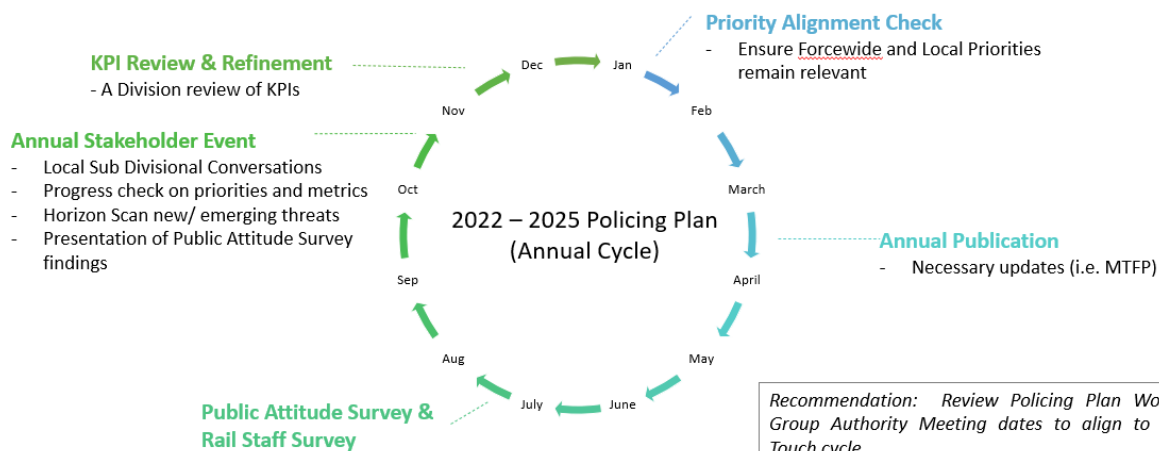 Priority Alignment Check
- Ensure Forcewide and Local Priorities
remain relevant
KPI Review & Refinement
- A Division review of KPIs
Annual Stakeholder Event
- Local Sub Divisional Conversations
- Progress check on priorities and metrics
- Horizon Scan new/ emerging threats
- Presentation of Public Attitude Survey
findings
Dec
Jan
Feb
March
April
May
June
July
Aug
Sep
Oct
Nov
2022 – 2025 Policing Plan
(Annual Cycle)
Annual Publication
- Necessary updates (i.e. MTFP)
Public Attitude Survey &
Rail Staff Survey
Recommendation: Review Policing Plan Wo
Group Authority Meeting dates to align to
Touch cycle